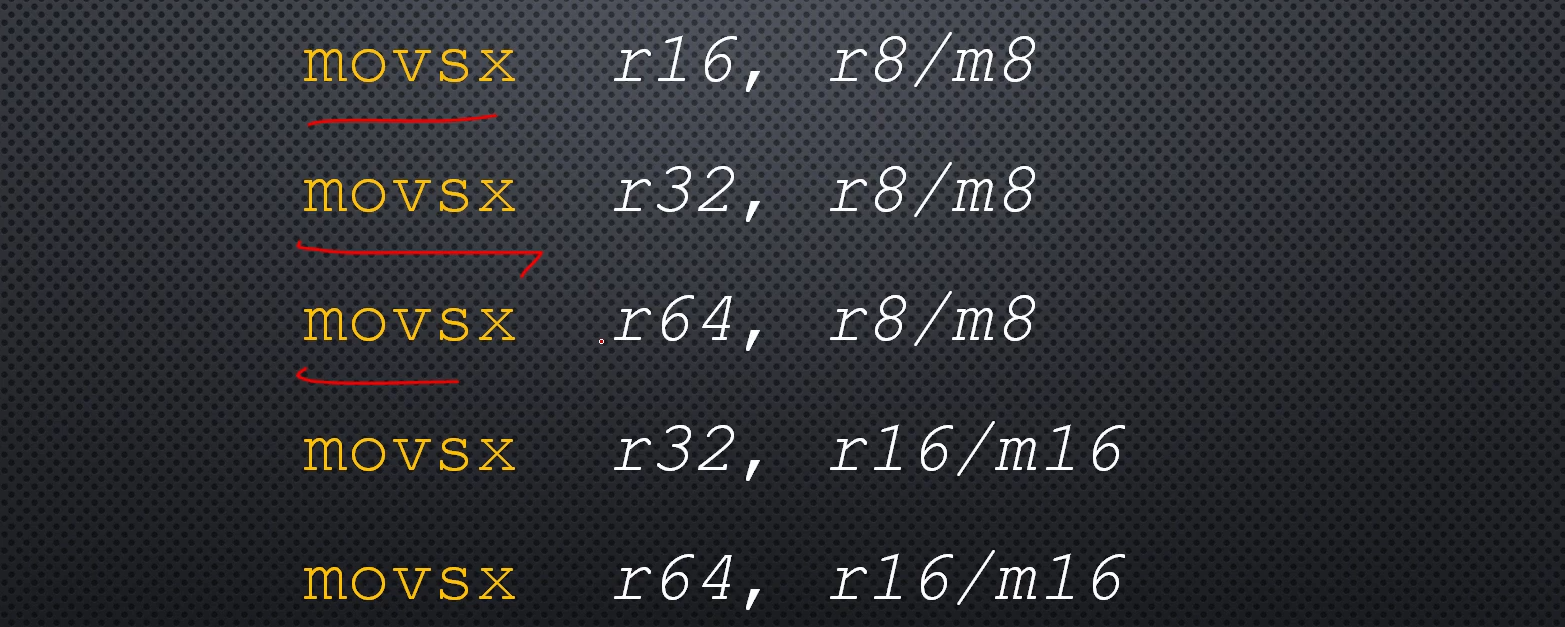 movsx r16, r8/m8
movsx r32, r8/m8
movsx r64, r8/m8
movsx r32, r16/m16
movsx r64, r16/m16